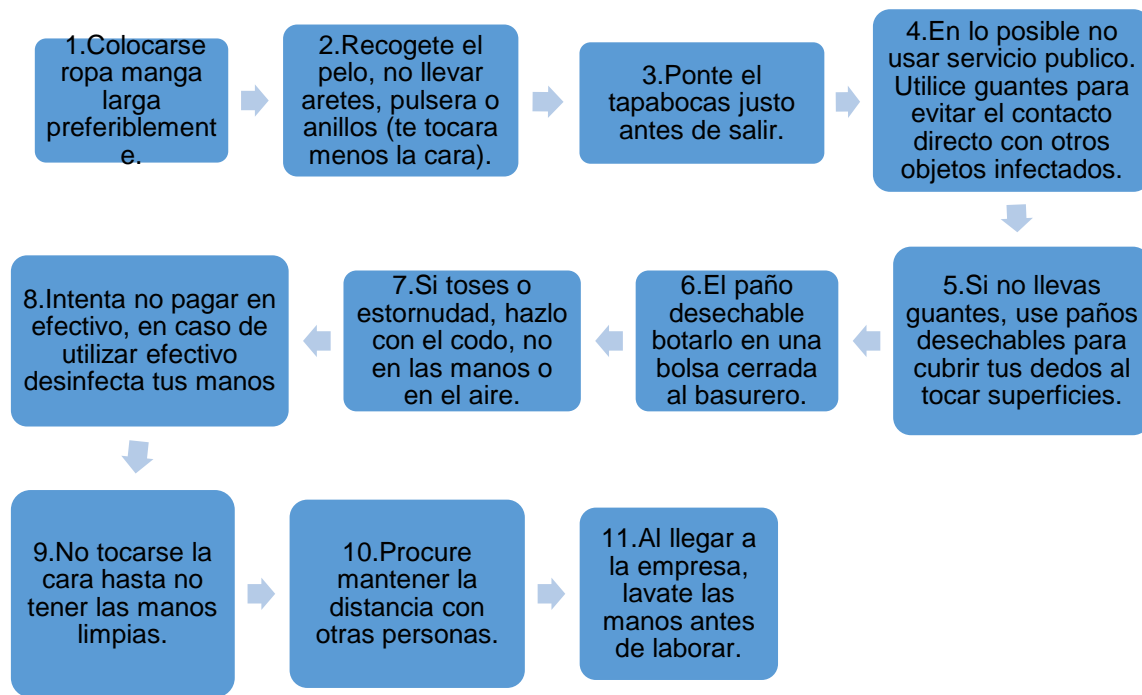 1.Colocarse
ropa manga
larga
preferiblement
e.
2.Recogete el
pelo, no llevar
aretes, pulsera o
anillos (te tocara
menos la cara).
3.Ponte el
tapabocas justo
antes de salir.
4.En lo posible no
usar servicio publico.
Utilice guantes para
evitar el contacto
directo con otros
objetos infectados.
5.Si no llevas
guantes, use paños
desechables para
cubrir tus dedos al
tocar superficies.
6.El paño
desechable
botarlo en una
bolsa cerrada
al basurero.
7.Si toses o
estornudad, hazlo
con el codo, no
en las manos o
en el aire.
8.Intenta no pagar en
efectivo, en caso de
utilizar efectivo
desinfecta tus manos
9.No tocarse la
cara hasta no
tener las manos
limpias.
10.Procure
mantener la
distancia con
otras personas.
11.Al llegar a
la empresa,
lavate las
manos antes
de laborar.